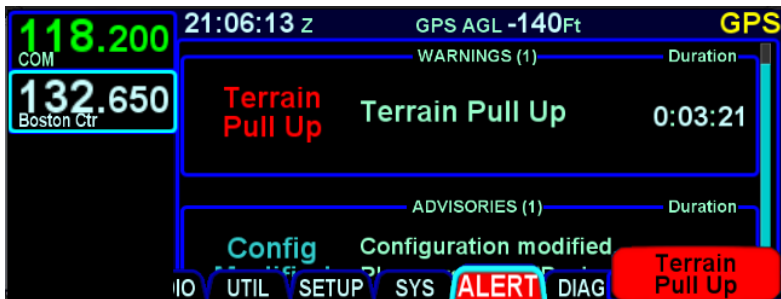 118.200
COM
132.650
Boston Ctr
21:06:13 Z
GPS AGL -140Ft
GPS
WARNINGS (1)
Duration
Terrain
Pull Up
Terrain Pull Up
0:03:21
ADVISORIES (1)
Duration
Config
Configuration modified
UTIL
SETUP
SYS
ALERT
DIAG
Terrain
Pull Up